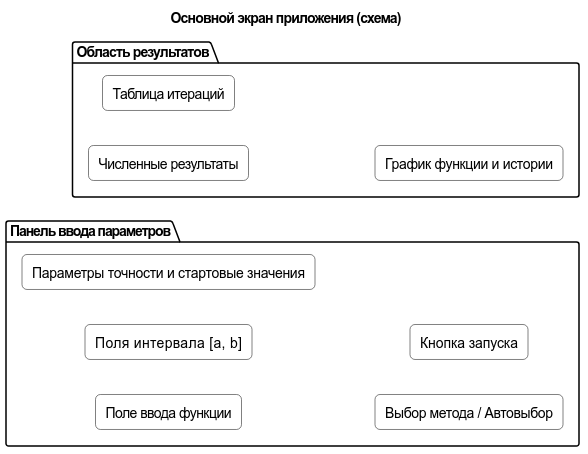 Основной экран приложения (схема)
Область результатов
Таблица итераций
Численные результаты
График функции и истории
Панель ввода параметров
Параметры точности и стартовые значения
Поля интервала [a, b]
Кнопка запуска
Поле ввода функции
Выбор метода / Автовыбор